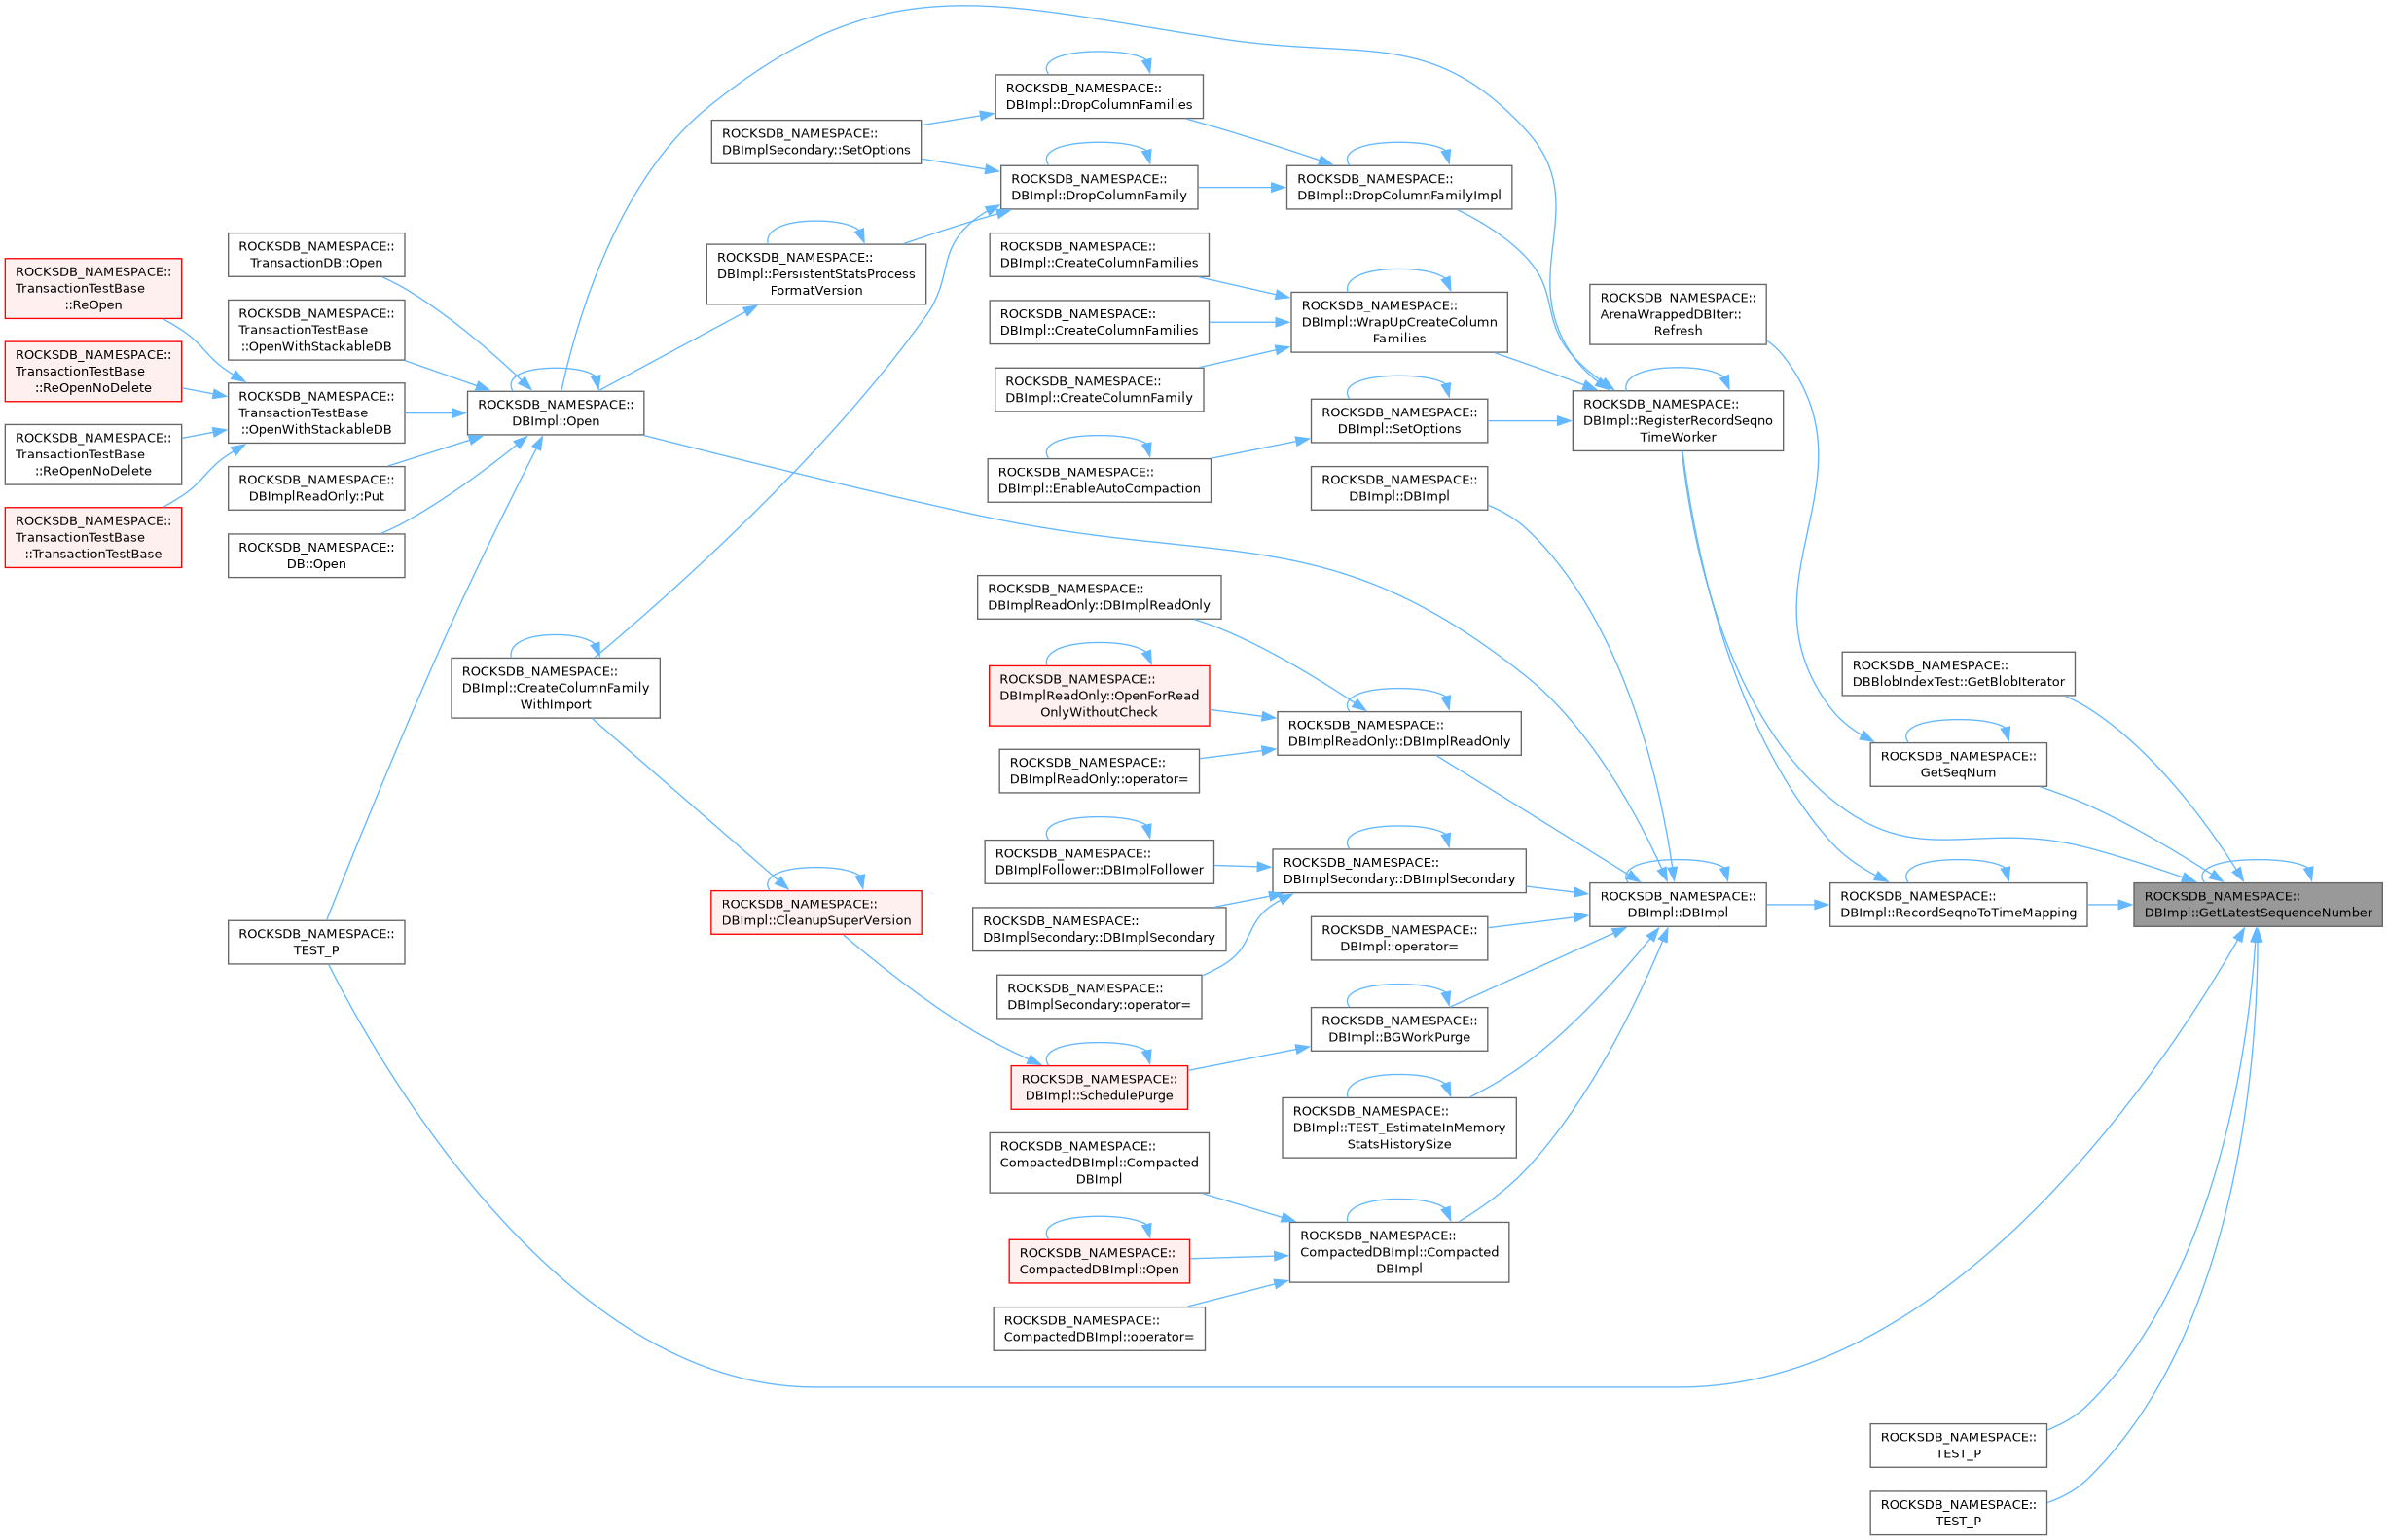 ROCKSDB_NAMESPACE::
DBImpl::DropColumnFamilies
ROCKSDB_NAMESPACE::
DBImplSecondary::SetOptions
ROCKSDB_NAMESPACE::
DBImpl::DropColumnFamily
ROCKSDB_NAMESPACE::
DBImpl::DropColumnFamilyImpl
ROCKSDB_NAMESPACE::
TransactionDB::Open
ROCKSDB_NAMESPACE::
DBImpl::PersistentStatsProcess
FormatVersion
ROCKSDB_NAMESPACE::
DBImpl::CreateColumnFamilies
ROCKSDB_NAMESPACE::
TransactionTestBase
::ReOpen
ROCKSDB_NAMESPACE::
TransactionTestBase
::OpenWithStackableDB
ROCKSDB_NAMESPACE::
DBImpl::CreateColumnFamilies
ROCKSDB_NAMESPACE::
DBImpl::WrapUpCreateColumn
Families
ROCKSDB_NAMESPACE::
ArenaWrappedDBIter::
Refresh
ROCKSDB_NAMESPACE::
TransactionTestBase
::ReOpenNoDelete
ROCKSDB_NAMESPACE::
TransactionTestBase
::OpenWithStackableDB
ROCKSDB_NAMESPACE::
DBImpl::Open
ROCKSDB_NAMESPACE::
DBImpl::CreateColumnFamily
ROCKSDB_NAMESPACE::
DBImpl::SetOptions
ROCKSDB_NAMESPACE::
DBImpl::RegisterRecordSeqno
TimeWorker
ROCKSDB_NAMESPACE::
TransactionTestBase
::ReOpenNoDelete
ROCKSDB_NAMESPACE::
DBImplReadOnly::Put
ROCKSDB_NAMESPACE::
DBImpl::EnableAutoCompaction
ROCKSDB_NAMESPACE::
DBImpl::DBImpl
ROCKSDB_NAMESPACE::
TransactionTestBase
::TransactionTestBase
ROCKSDB_NAMESPACE::
DB::Open
ROCKSDB_NAMESPACE::
DBImplReadOnly::DBImplReadOnly
ROCKSDB_NAMESPACE::
DBImpl::CreateColumnFamily
WithImport
ROCKSDB_NAMESPACE::
DBImplReadOnly::OpenForRead
OnlyWithoutCheck
ROCKSDB_NAMESPACE::
DBImplReadOnly::DBImplReadOnly
ROCKSDB_NAMESPACE::
DBBlobIndexTest::GetBlobIterator
ROCKSDB_NAMESPACE::
DBImplReadOnly::operator=
ROCKSDB_NAMESPACE::
GetSeqNum
ROCKSDB_NAMESPACE::
DBImplFollower::DBImplFollower
ROCKSDB_NAMESPACE::
DBImplSecondary::DBImplSecondary
ROCKSDB_NAMESPACE::
DBImpl::CleanupSuperVersion
ROCKSDB_NAMESPACE::
DBImpl::DBImpl
ROCKSDB_NAMESPACE::
DBImpl::RecordSeqnoToTimeMapping
ROCKSDB_NAMESPACE::
DBImpl::GetLatestSequenceNumber
ROCKSDB_NAMESPACE::
TEST_P
ROCKSDB_NAMESPACE::
DBImplSecondary::DBImplSecondary
ROCKSDB_NAMESPACE::
DBImpl::operator=
ROCKSDB_NAMESPACE::
DBImplSecondary::operator=
ROCKSDB_NAMESPACE::
DBImpl::BGWorkPurge
ROCKSDB_NAMESPACE::
DBImpl::SchedulePurge
ROCKSDB_NAMESPACE::
DBImpl::TEST_EstimateInMemory
StatsHistorySize
ROCKSDB_NAMESPACE::
CompactedDBImpl::Compacted
DBImpl
ROCKSDB_NAMESPACE::
CompactedDBImpl::Open
ROCKSDB_NAMESPACE::
CompactedDBImpl::Compacted
DBImpl
ROCKSDB_NAMESPACE::
CompactedDBImpl::operator=
ROCKSDB_NAMESPACE::
TEST_P
ROCKSDB_NAMESPACE::
TEST_P